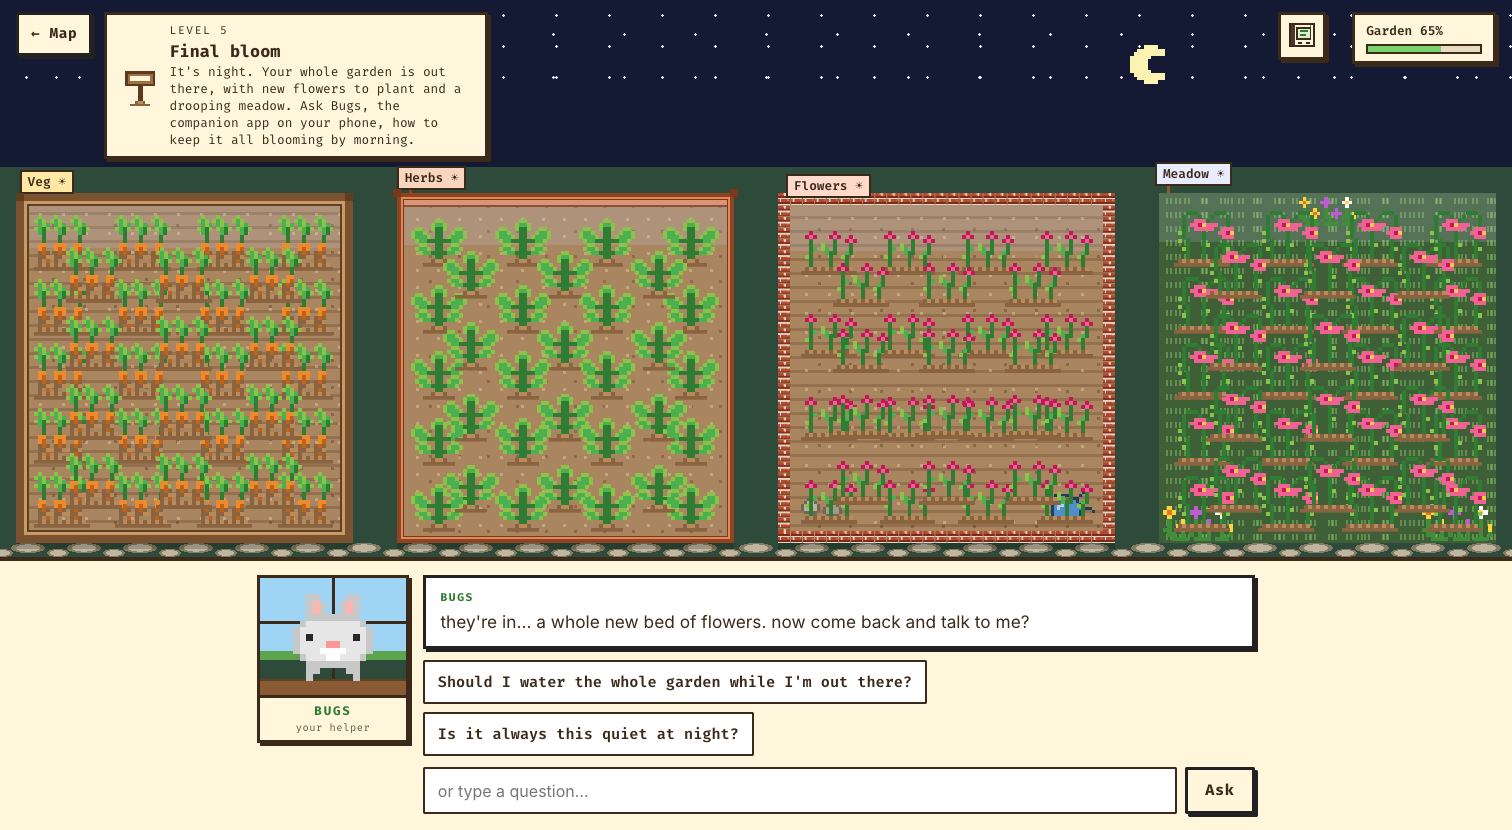 ← Map
LEVEL 5
Final bloom
It's night. Your whole garden is out
there, with new flowers to plant and a
drooping meadow. Ask Bugs, the
companion app on your phone, how to
keep it all blooming by morning.
Garden 65%
Veg ☀
Herbs ☀
Flowers ☀
Meadow ☀
BUGS
your helper
BUGS
they're in... a whole new bed of flowers. now come back and talk to me?
Should I water the whole garden while I'm out there?
Is it always this quiet at night?
or type a question...
Ask